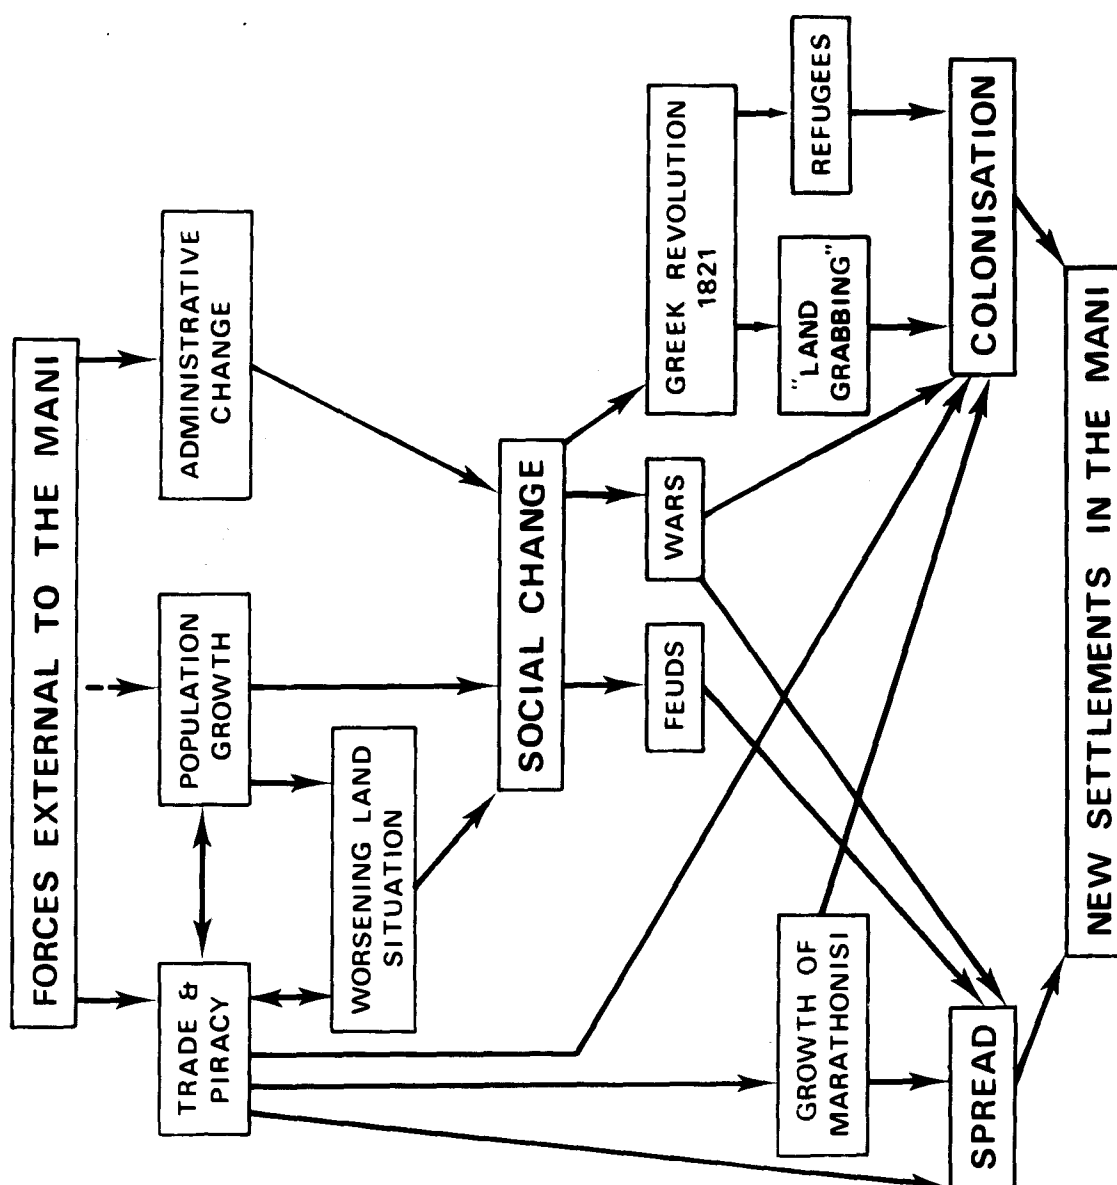 FORCES EXTERNAL TO THE MANI
TRADE &
PIRACY
POPULATION
GROWTH
ADMINISTRATIVE
CHANGE
WORSENING LAND
SITUATION
SOCIAL CHANGE
FEUDS
WARS
GREEK REVOLUTION
1821
GROWTH OF
MARATHONISI
"LAND
GRABBING"
REFUGEES
SPREAD
COLONISATION
NEW SETTLEMENTS IN THE MANI